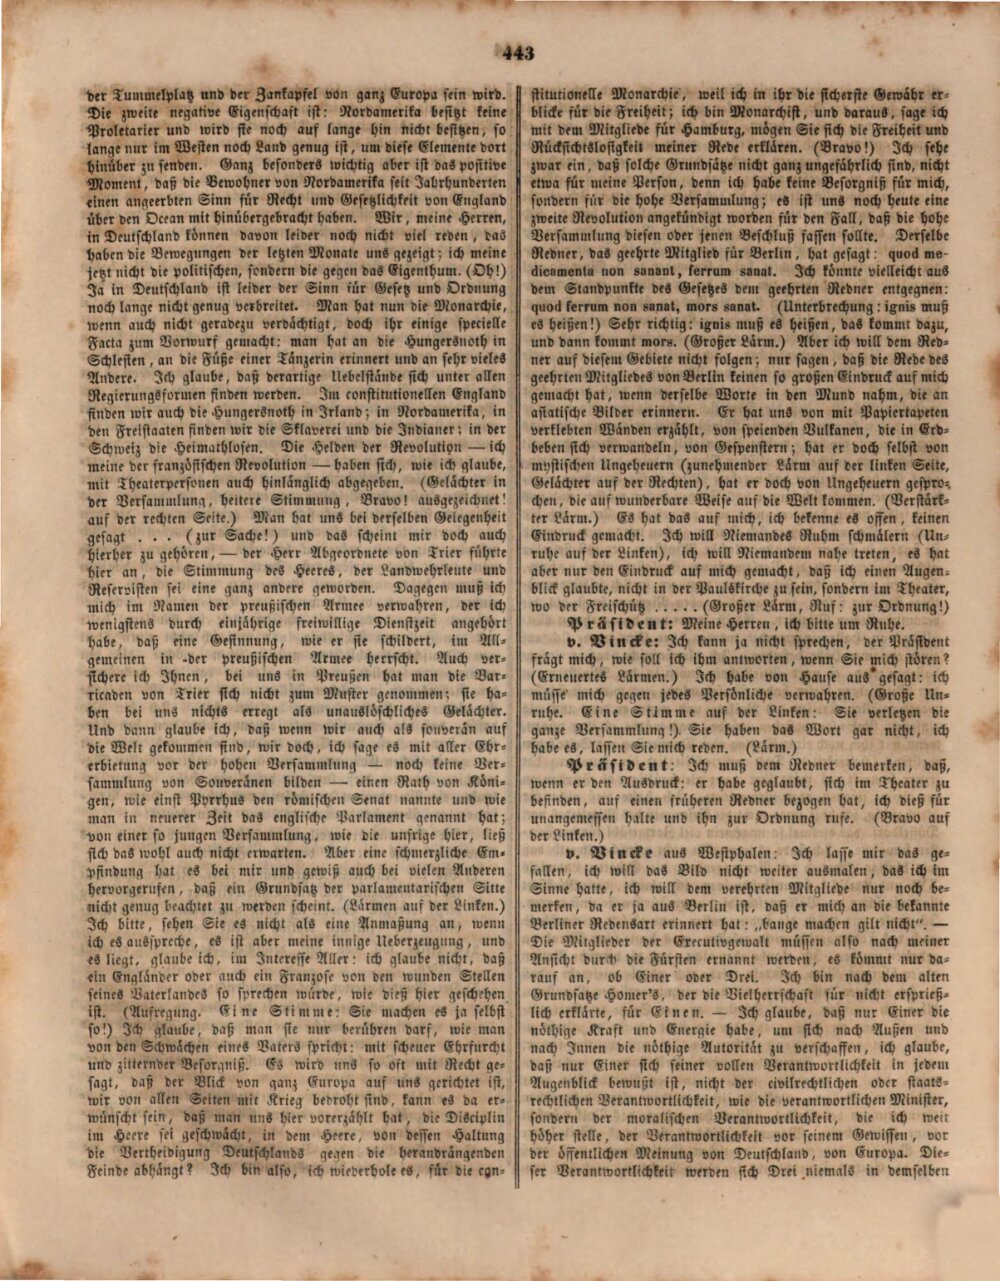 443
der Tummelplatz und der Zankapfel von ganz Europa sein wird.
Die zweite negative Eigenschaft ist: Nordamerika besitzt keine
Proletarier und wird sie noch auf lange hin nicht besitzen, so
lange nur im Westen noch Land genug ist, um diese Elemente dort
hinüber zu senden. Ganz besonders wichtig aber ist das positive
Moment, daß die Bewohner von Nordamerika seit Jahrhunderten
einen angeerbten Sinn für Recht und Gesetzlichkeit von England
über den Ocean mit hinübergebracht haben. Wir, meine Herren,
in Deutschland können davon leider noch nicht viel reden, das
haben die Bewegungen der letzten Monate uns gezeigt; ich meine
jetzt nicht die politischen, sondern die gegen das Eigenthum. (Oh!)
Ja in Deutschland ist leider der Sinn für Gesetz und Ordnung
noch lange nicht genug verbreitet. Man hat nun die Monarchie,
wenn auch nicht geradezu verdächtigt, doch ihr einige specielle
Facta zum Vorwurf gemacht: man hat an die Hungersnoth in
Schlesien, an die Füße einer Tänzerin erinnert und an sehr vieles
Andere. Ich glaube, daß derartige Uebelstände sich unter allen
Regierungsformen finden werden. Im constitutionellen England
finden wir auch die Hungersnoth in Irland; in Nordamerika, in
den Freistaaten finden wir die Sklaverei und die Indianer; in der
Schweiz die Heimathlosen. Die Helden der Revolution — ich
meine der französischen Revolution — haben sich, wie ich glaube,
mit Theaterpersonen auch hinlänglich abgegeben. (Gelächter in
der Versammlung, heitere Stimmung, Bravo! ausgezeichnet!
auf der rechten Seite.) Man hat uns bei derselben Gelegenheit
gesagt . . . (zur Sache!) und das scheint mir doch auch
hierher zu gehören, — der Herr Abgeordnete von Trier führte
hier an, die Stimmung des Heeres, der Landwehrleute und
Reservisten sei eine ganz andere geworden. Dagegen muß ich
mich im Namen der preußischen Armee verwahren, der ich
wenigstens durch einjährige freiwillige Dienstzeit angehört
habe, daß eine Gesinnung, wie er sie schildert, im All-
gemeinen in der preußischen Armee herrscht. Auch ver-
sichere ich Ihnen, bei uns in Preußen hat man die Bar-
ricaden von Trier sich nicht zum Muster genommen; sie ha-
ben bei uns nichts erregt als unauslöschliches Gelächter.
Und dann glaube ich, daß wenn wir auch als souverän auf
die Welt gekommen sind, wir doch, ich sage es mit aller Ehr-
erbietung vor der hohen Versammlung — noch keine Ver-
sammlung von Souveränen bilden — einen Rath von Köni-
gen, wie einst Pyrrhus den römischen Senat nannte und wie
man in neuerer Zeit das englische Parlament genannt hat;
von einer so jungen Versammlung, wie die unsrige hier, ließ
sich das wohl auch nicht erwarten. Aber eine schmerzliche Em-
pfindung hat es bei mir und gewiß auch bei vielen Anderen
hervorgerufen, daß ein Grundsatz der parlamentarischen Sitte
nicht genug beachtet zu werden scheint. (Lärmen auf der Linken.)
Ich bitte, sehen Sie es nicht als eine Anmaßung an, wenn
ich es ausspreche, es ist aber meine innige Ueberzeugung, und
es liegt, glaube ich, im Interesse Aller: ich glaube nicht, daß
ein Engländer oder auch ein Franzose von den wunden Stellen
seines Vaterlandes so sprechen würde, wie dieß hier geschehen
ist. (Aufregung. Eine Stimme: Sie machen es ja selbst
so!) Ich glaube, daß man sie nur berühren darf, wie man
von den Schwächen eines Vaters spricht: mit scheuer Ehrfurcht
und zitternder Besorgniß. Es wird uns so oft mit Recht ge-
sagt, daß der Blick von ganz Europa auf uns gerichtet ist,
wir von allen Seiten mit Krieg bedroht sind, kann es da er-
wünscht sein, daß man uns hier vorerzählt hat, die Disciplin
im Heere sei geschwächt, in dem Heere, von dessen Haltung
die Vertheidigung Deutschlands gegen die herandrängenden
Feinde abhängt? Ich bin also, ich wiederhole es, für die con-
stitutionelle Monarchie, weil ich in ihr die sicherste Gewähr er-
blicke für die Freiheit; ich bin Monarchist, und daraus, sage ich
mit dem Mitgliede für Hamburg, mögen Sie sich die Freiheit und
Rücksichtslosigkeit meiner Rede erklären. (Bravo!) Ich sehe
zwar ein, daß solche Grundsätze nicht ganz ungefährlich sind, nicht
etwa für meine Person, denn ich habe keine Besorgniß für mich,
sondern für die hohe Versammlung; es ist uns noch heute eine
zweite Revolution angekündigt worden für den Fall, daß die hohe
Versammlung diesen oder jenen Beschluß fassen sollte. Derselbe
Redner, das geehrte Mitglied für Berlin, hat gesagt: quod me-
dicamenta non sanant, ferrum sanat. Ich könnte vielleicht aus
dem Standpunkte des Gesetzes dem geehrten Redner entgegnen:
quod ferrum non sanat, mors sanat. (Unterbrechung: ignis muß
es heißen!) Sehr richtig: ignis muß es heißen, das kommt dazu,
und dann kommt mors. (Großer Lärm.) Aber ich will dem Red-
ner auf diesem Gebiete nicht folgen; nur sagen, daß die Rede des
geehrten Mitgliedes von Berlin keinen so großen Eindruck auf mich
gemacht hat, wenn derselbe Worte in den Mund nahm, die an
asiatische Bilder erinnern. Er hat uns von mit Papiertapeten
verklebten Wänden erzählt, von speienden Vulkanen, die in Erd-
beben sich verwandeln, von Gespenstern; hat er doch selbst von
mystischen Ungeheuern (zunehmender Lärm auf der linken Seite,
Gelächter auf der Rechten), hat er doch von Ungeheuern gespro-
chen, die auf wunderbare Weise auf die Welt kommen. (Verstärk-
ter Lärm.) Es hat das auf mich, ich bekenne es offen, keinen
Eindruck gemacht. Ich will Niemandes Ruhm schmälern (Un-
ruhe auf der Linken), ich will Niemandem nahe treten, es hat
aber nur den Eindruck auf mich gemacht, daß ich einen Augen-
blick glaubte, nicht in der Paulskirche zu sein, sondern im Theater,
wo der Freischütz . . . . . (Großer Lärm, Ruf: zur Ordnung!)
Präsident: Meine Herren, ich bitte um Ruhe.
v. Vincke: Ich kann ja nicht sprechen, der Präsident
frägt mich, wie soll ich ihm antworten, wenn Sie mich stören?
(Erneuertes Lärmen.) Ich habe von Hause aus gesagt: ich
müsse mich gegen jedes Persönliche verwahren. (Große Un-
ruhe. Eine Stimme auf der Linken: Sie verletzen die
ganze Versammlung!). Sie haben das Wort gar nicht, ich
habe es, lassen Sie mich reden. (Lärm.)
Präsident: Ich muß dem Redner bemerken, daß,
wenn er den Ausdruck: er habe geglaubt, sich im Theater zu
befinden, auf einen früheren Redner bezogen hat, ich dieß für
unangemessen halte und ihn zur Ordnung rufe. (Bravo auf
der Linken.)
v. Vincke aus Westphalen: Ich lasse mir das ge-
fallen, ich will das Bild nicht weiter ausmalen, das ich im
Sinne hatte, ich will dem verehrten Mitgliede nur noch be-
merken, da er ja aus Berlin ist, daß er mich an die bekannte
Berliner Redensart erinnert hat: „bange machen gilt nicht“. —
Die Mitglieder der Executivgewalt müssen also nach meiner
Ansicht durch die Fürsten ernannt werden, es kömmt nur da-
rauf an, ob Einer oder Drei. Ich bin nach dem alten
Grundsatze Homer's, der die Vielherrschaft für nicht ersprieß-
lich erklärte, für Einen. — Ich glaube, daß nur Einer die
nöthige Kraft und Energie habe, um sich nach Außen und
nach Innen die nöthige Autorität zu verschaffen, ich glaube,
daß nur Einer sich seiner vollen Verantwortlichkeit in jedem
Augenblick bewußt ist, nicht der civilrechtlichen oder staats-
rechtlichen Verantwortlichkeit, wie die verantwortlichen Minister,
sondern der moralischen Verantwortlichkeit, die ich weit
höher stelle, der Verantwortlichkeit vor seinem Gewissen, vor
der öffentlichen Meinung von Deutschland, von Europa. Die-
ser Verantwortlichkeit werden sich Drei niemals in demselben